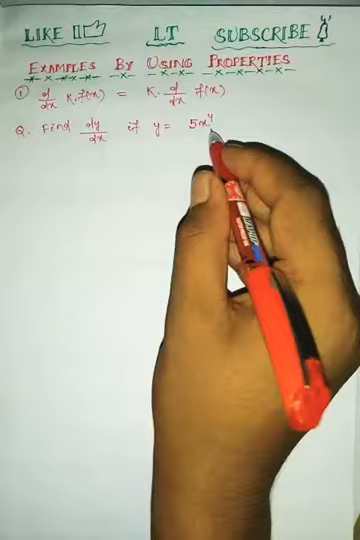 LIKE LT SUBSCRIBE
EXAMPLES BY USING PROPERTIES
① d/dx K.f(x) = K. d/dx f(x)
Q. Find dy/dx if y = 5x⁴